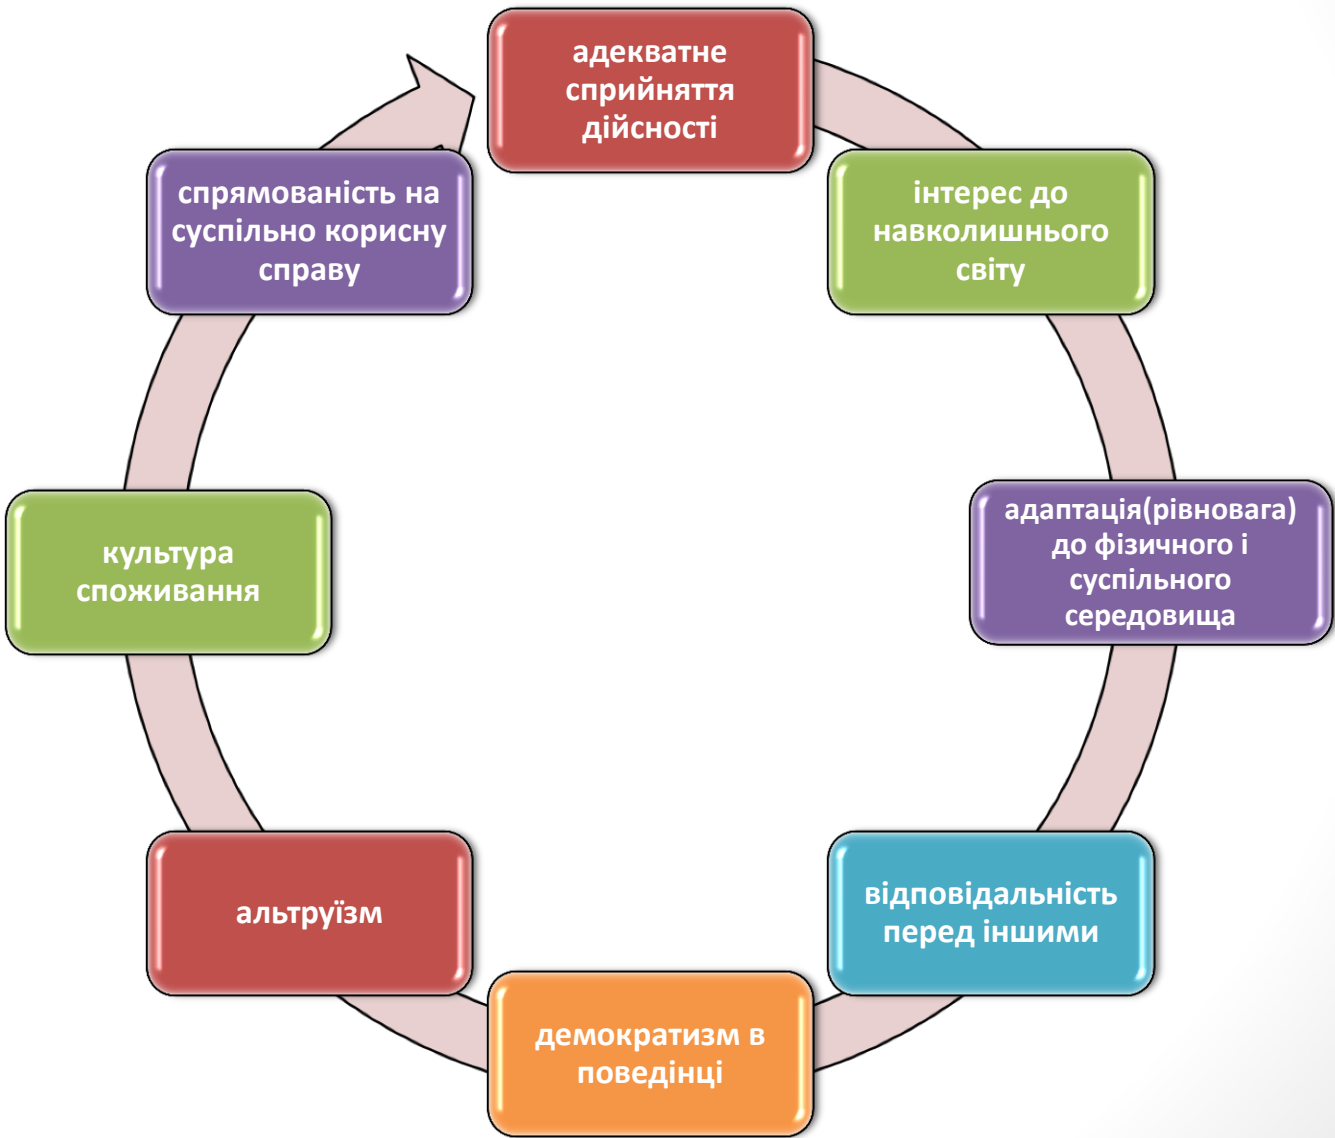 адекватне
сприйняття
дійсності
інтерес до
навколишнього
світу
адаптація(рівновага)
до фізичного і
суспільного
середовища
відповідальність
перед іншими
демократизм в
поведінці
альтруїзм
культура
споживання
спрямованість на
суспільно корисну
справу